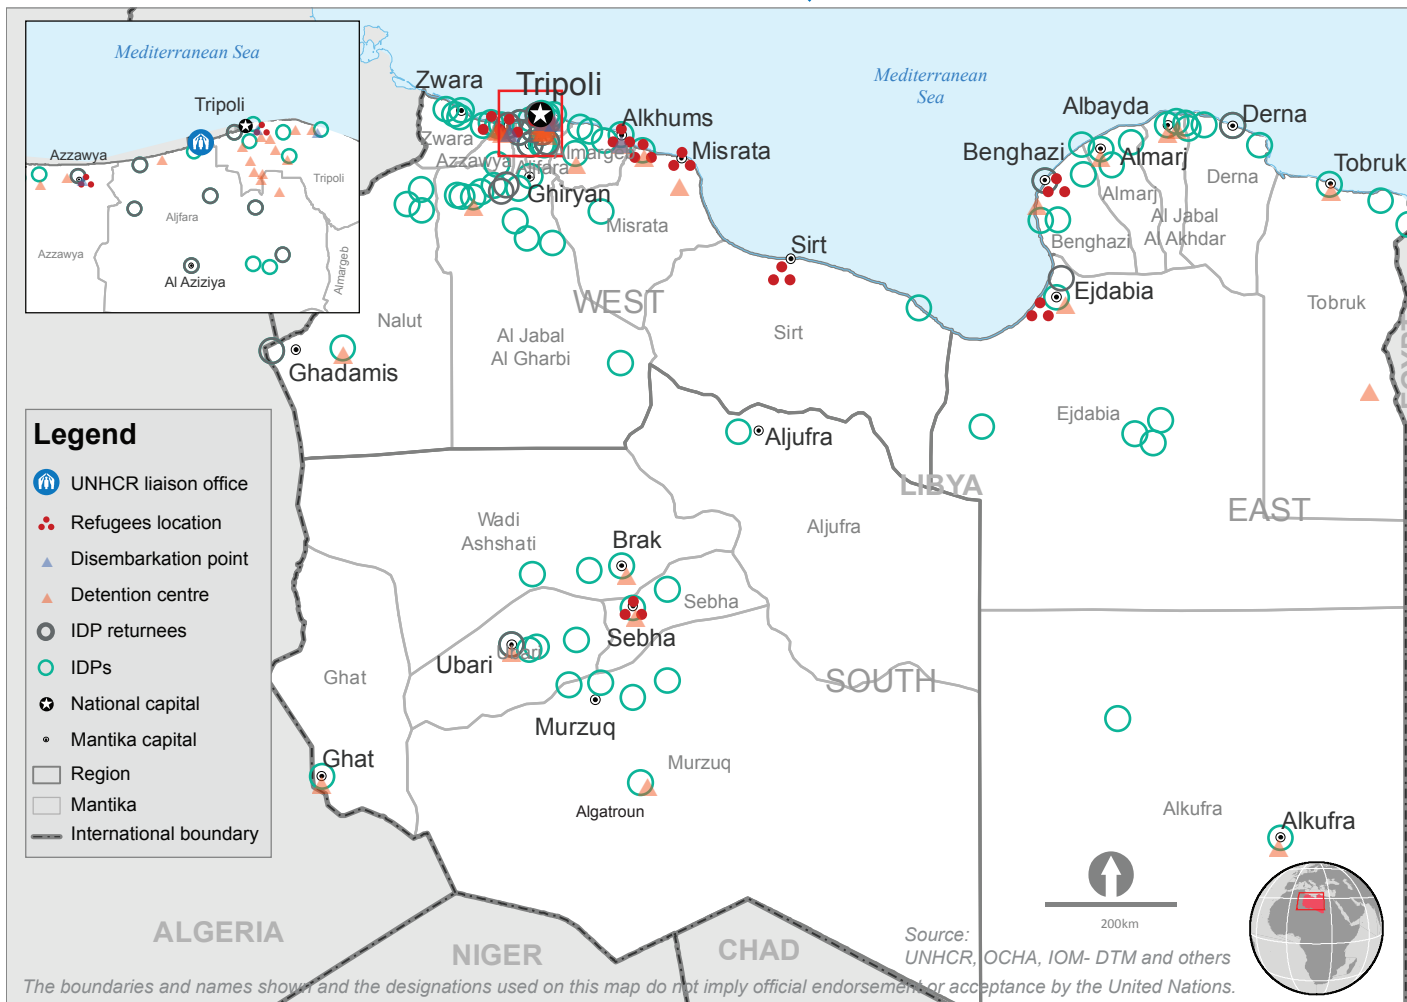 Mediterranean Sea
Tripoli
Azzawya
Tripoli
Aljfara
Azzawya
Al Aziziya
Almargeb
Mediterranean
Sea
Zwara
Tripoli
Alkhums
Misrata
Zwara
Azzawya
Almargeb
Aljfara
Ghiryan
Misrata
Albayda
Derna
Benghazi
Almarj
Tobruk
Almarj
Derna
Al Jabal
Al Akhdar
Benghazi
Sirt
Ejdabia
WEST
Nalut
Al Jabal
Al Gharbi
Sirt
Tobruk
EGYPT
Ghadamis
Ejdabia
Aljufra
LIBYA
EAST
Wadi
Ashshati
Aljufra
Brak
Sebha
Sebha
Ubari
Ubari
Ghat
SOUTH
Murzuq
Ghat
Murzuq
Algatroun
Alkufra
Alkufra
Legend
UNHCR liaison office
Refugees location
Disembarkation point
Detention centre
IDP returnees
IDPs
National capital
Mantika capital
Region
Mantika
International boundary
200km
ALGERIA
NIGER
CHAD
Source:
UNHCR, OCHA, IOM- DTM and others
The boundaries and names shown and the designations used on this map do not imply official endorsement or acceptance by the United Nations.